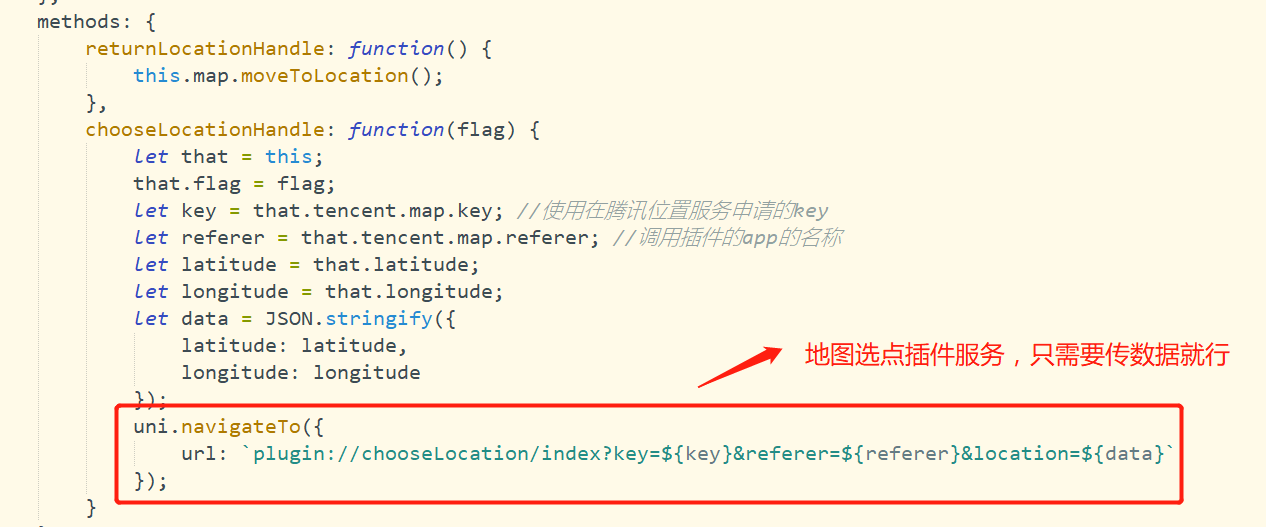 methods: {
returnLocationHandle: function() {
this.map.moveToLocation();
},
chooseLocationHandle: function(flag) {
let that = this;
that.flag = flag;
let key = that.tencent.map.key; //使用在腾讯位置服务申请的key
let referer = that.tencent.map.referer; //调用插件的app的名称
let latitude = that.latitude;
let longitude = that.longitude;
let data = JSON.stringify({
latitude: latitude,
地图选点插件服务，只需要传数据就行
longitude: longitude
});
uni.navigateTo({
url: `plugin://chooseLocation/index?key=${key}&referer=${referer}&location=${data}`
});
}